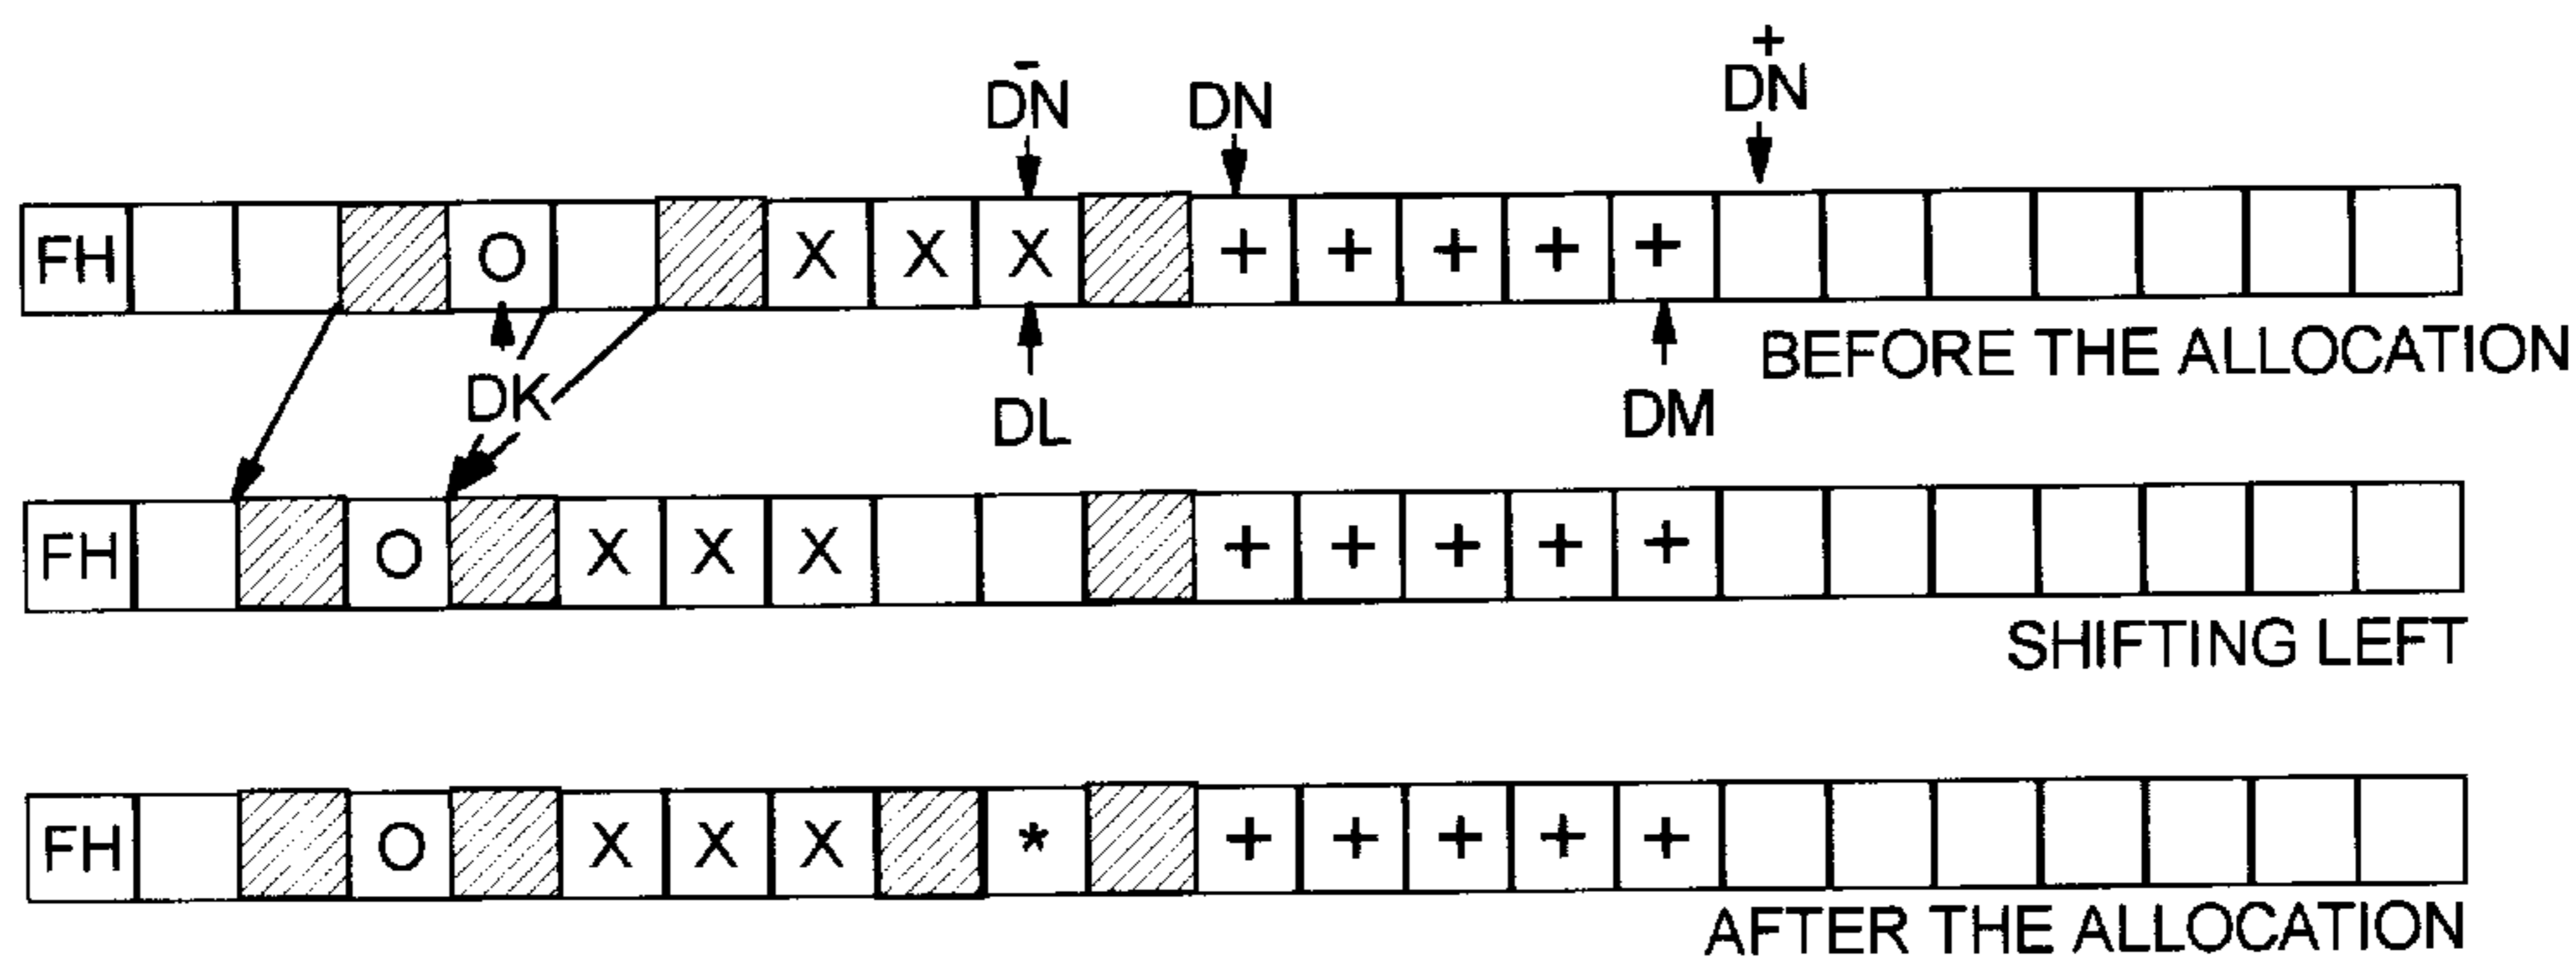 +
-
DN DN DN
FH O X X X + + + + +
BEFORE THE ALLOCATION
DK DL DM
FH O X X X + + + + +
SHIFTING LEFT
FH O X X X * + + + + +
AFTER THE ALLOCATION